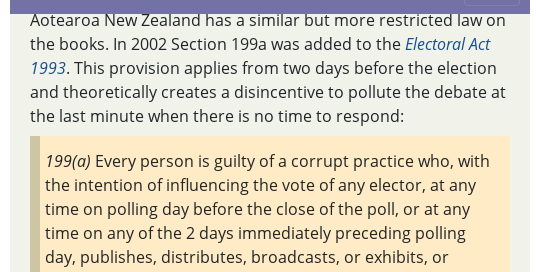 Aotearoa New Zealand has a similar but more restricted law on
the books. In 2002 Section 199a was added to the Electoral Act
1993. This provision applies from two days before the election
and theoretically creates a disincentive to pollute the debate at
the last minute when there is no time to respond:
199(a) Every person is guilty of a corrupt practice who, with
the intention of influencing the vote of any elector, at any
time on polling day before the close of the poll, or at any
time on any of the 2 days immediately preceding polling
day, publishes, distributes, broadcasts, or exhibits, or